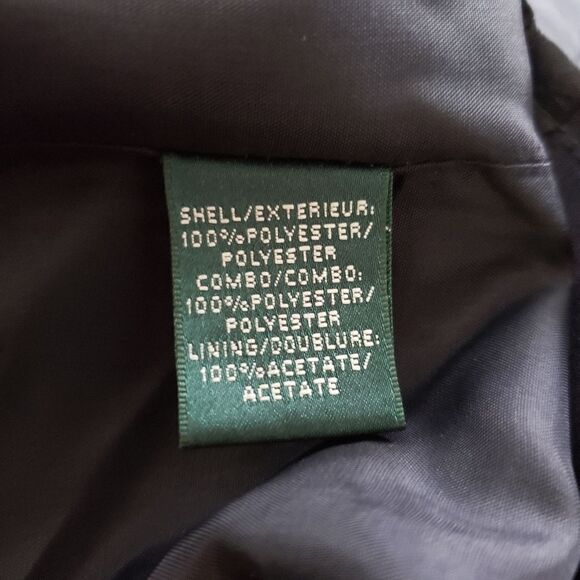 SHELL/EXTERIEUR:
100%POLYESTER/
POLYESTER
COMBO/COMBO:
100%POLYESTER/
POLYESTER
LINING/DOUBLURE:
100%ACETATE/
ACETATE